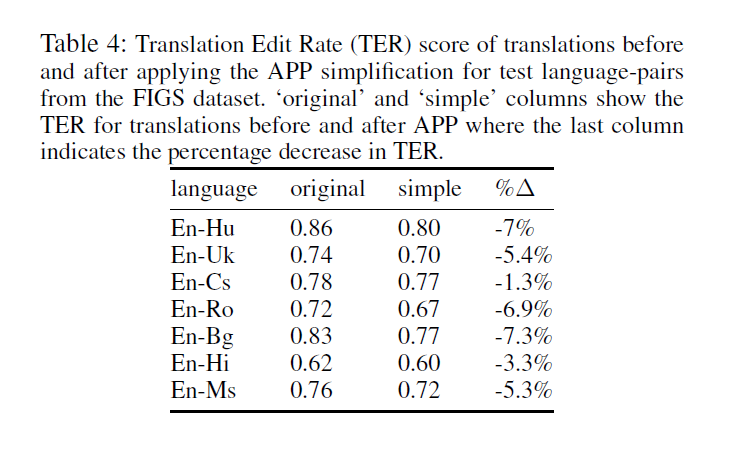 Table 4: Translation Edit Rate (TER) score of translations before
and after applying the APP simplification for test language-pairs
from the FIGS dataset. ‘original’ and ‘simple’ columns show the
TER for translations before and after APP where the last column
indicates the percentage decrease in TER.
language original simple %Δ
En-Hu 0.86 0.80 -7%
En-Uk 0.74 0.70 -5.4%
En-Cs 0.78 0.77 -1.3%
En-Ro 0.72 0.67 -6.9%
En-Bg 0.83 0.77 -7.3%
En-Hi 0.62 0.60 -3.3%
En-Ms 0.76 0.72 -5.3%